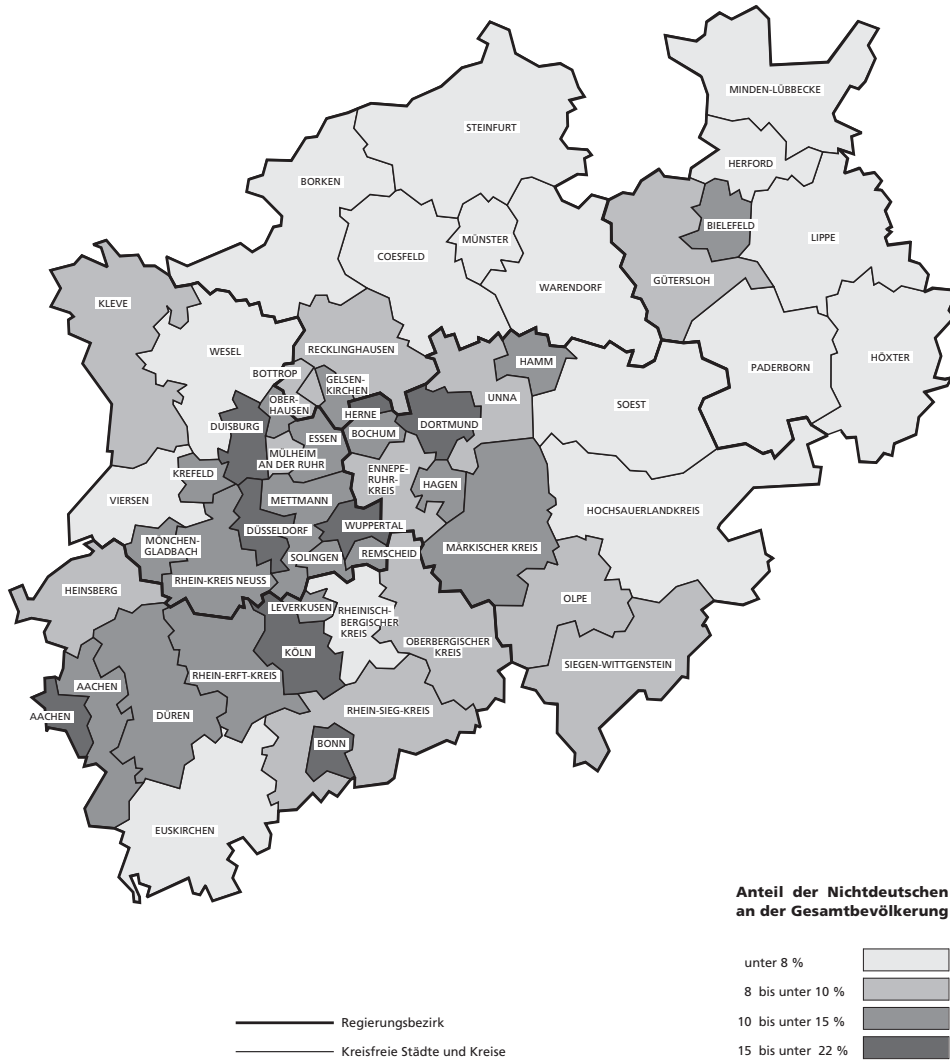 MINDEN-LÜBBECKE
STEINFURT
HERFORD
BORKEN
BIELEFELD
MÜNSTER
LIPPE
COESFELD
GÜTERSLOH
WARENDORF
KLEVE
WESEL
RECKLINGHAUSEN
HÖXTER
HAMM
PADERBORN
BOTTROP
GELSEN-
KIRCHEN
UNNA
OBER-
HAUSEN
SOEST
HERNE
DORTMUND
DUISBURG
BOCHUM
ESSEN
MÜLHEIM
AN DER RUHR
ENNEPE-
RUHR-
KREIS
KREFELD
HAGEN
VIERSEN
METTMANN
HOCHSAUERLANDKREIS
WUPPERTAL
DÜSSELDORF
MÖNCHEN-
GLADBACH
MÄRKISCHER KREIS
REMSCHEID
SOLINGEN
RHEIN-KREIS NEUSS
HEINSBERG
OLPE
LEVERKUSEN
RHEINISCH-
BERGISCHER
KREIS
OBERBERGISCHER
KREIS
KÖLN
SIEGEN-WITTGENSTEIN
RHEIN-ERFT-KREIS
AACHEN
RHEIN-SIEG-KREIS
AACHEN
DÜREN
BONN
EUSKIRCHEN
Anteil der Nichtdeutschen
an der Gesamtbevölkerung
unter 8 %
8 bis unter 10 %
10 bis unter 15 %
15 bis unter 22 %
Regierungsbezirk
Kreisfreie Städte und Kreise